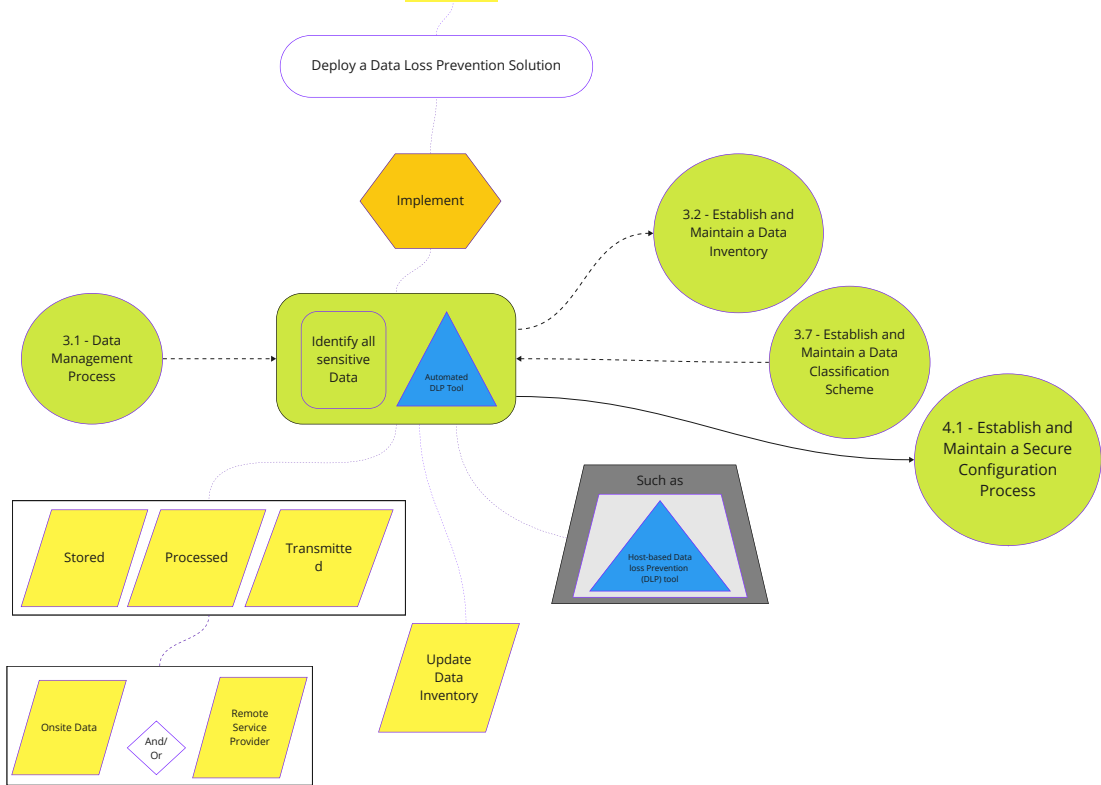 Deploy a Data Loss Prevention Solution
Implement
3.2 - Establish and
Maintain a Data
Inventory
3.1 - Data
Management
Process
Identify all
sensitive
Data
Automated
DLP Tool
3.7 - Establish and
Maintain a Data
Classification
Scheme
4.1 - Establish and
Maintain a Secure
Configuration
Process
Such as
Host-based Data
loss Prevention
(DLP) tool
Stored
Processed
Transmitte
d
Update
Data
Inventory
Onsite Data
And/
Or
Remote
Service
Provider